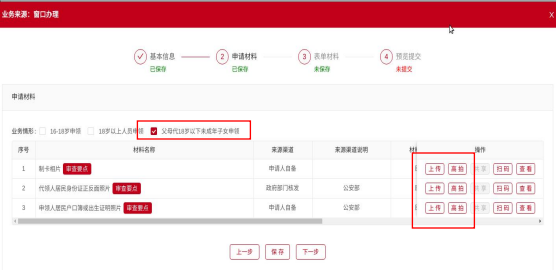 业务来源：窗口办理 X
基本信息 2 申请材料 3 表单材料 4 预览提交
已保存 已保存 未保存 未提交
申请材料
业务情形： 16-18岁申领 18岁以上人员申领 父母代18岁以下未成年子女申领
序号 材料名称 来源渠道 来源渠道说明 操作
1 制卡相片 审查要点 申请人自备 上传 高拍 扫码 查看
2 代领人居民身份证正反面照片 审查要点 政府部门核发 公安部 上传 高拍 扫码 查看
3 申领人居民户口簿或出生证明照片 审查要点 申请人自备 公安部 上传 高拍 扫码 查看
上一步 保存 下一步